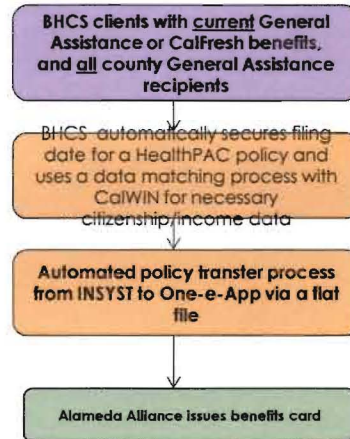 BHCS clients with current General
Assistance or CalFresh benefits,
and all county General Assistance
recipients
BHCS automatically secures filing
date for a HealthPAC policy and
uses a data matching process with
CalWIN for necessary
citizenship/income data
Automated policy transfer process
from INSYST to One-e-App via a flat
file
Alameda Alliance issues benefits card